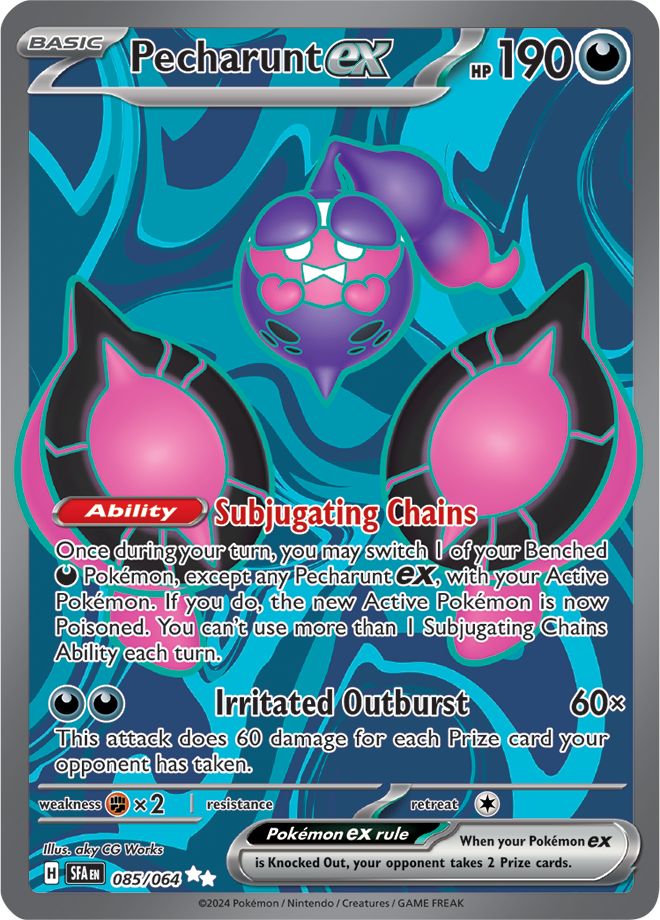 BASIC
Pecharunt ex HP 190
Ability Subjugating Chains
Once during your turn, you may switch 1 of your Benched
Pokémon, except any Pecharunt ex, with your Active
Pokémon. If you do, the new Active Pokémon is now
Poisoned. You can't use more than 1 Subjugating Chains
Ability each turn.
Irritated Outburst 60×
This attack does 60 damage for each Prize card your
opponent has taken.
weakness ×2 resistance retreat
Illus. aky CG Works
Pokémon ex rule When your Pokémon ex
is Knocked Out, your opponent takes 2 Prize cards.
H SFA EN 085/064
©2024 Pokémon / Nintendo / Creatures / GAME FREAK